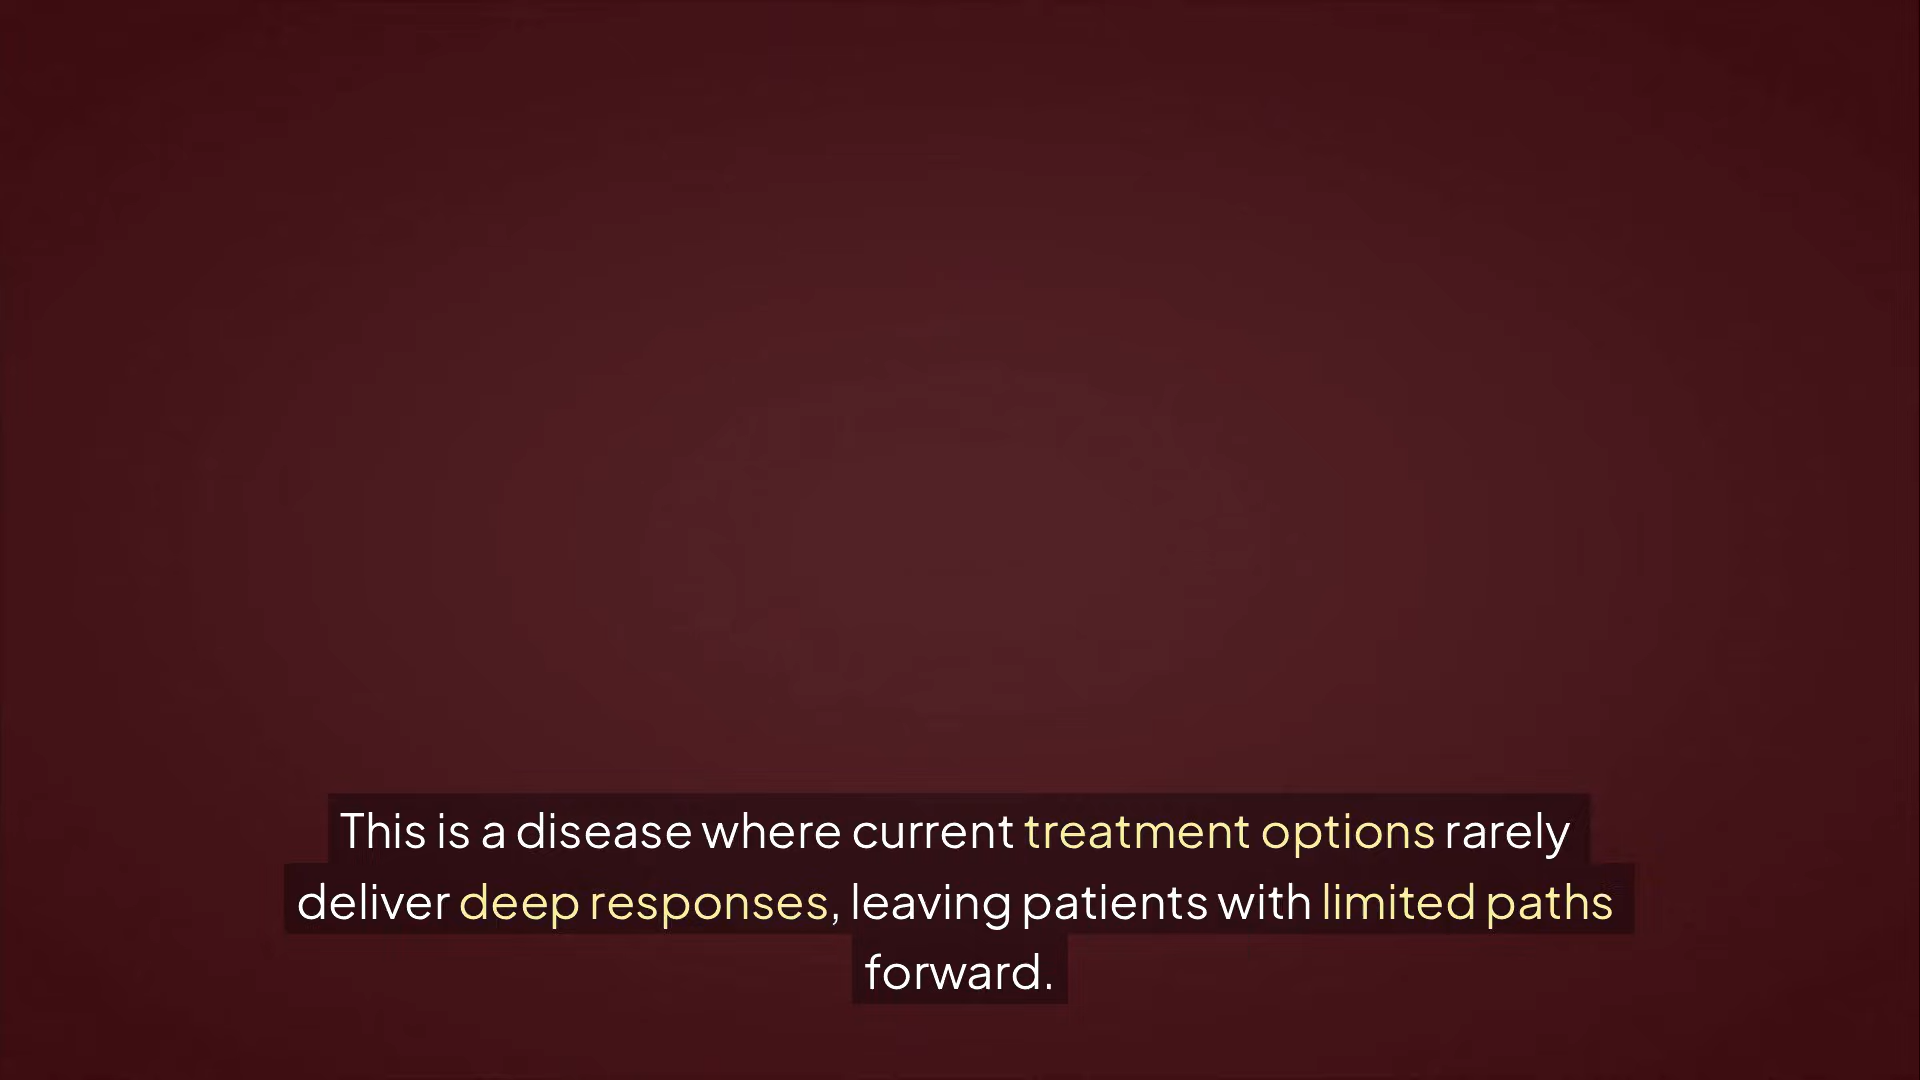 This is a disease where current treatment options rarely
deliver deep responses, leaving patients with limited paths
forward.